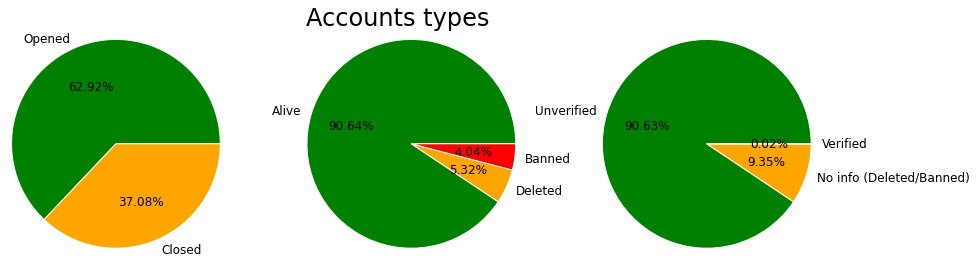 Accounts types
Opened
62.92%
37.08%
Closed
Alive
90.64%
4.04%
Banned
5.32%
Deleted
Unverified
90.63%
0.02%
Verified
9.35%
No info (Deleted/Banned)